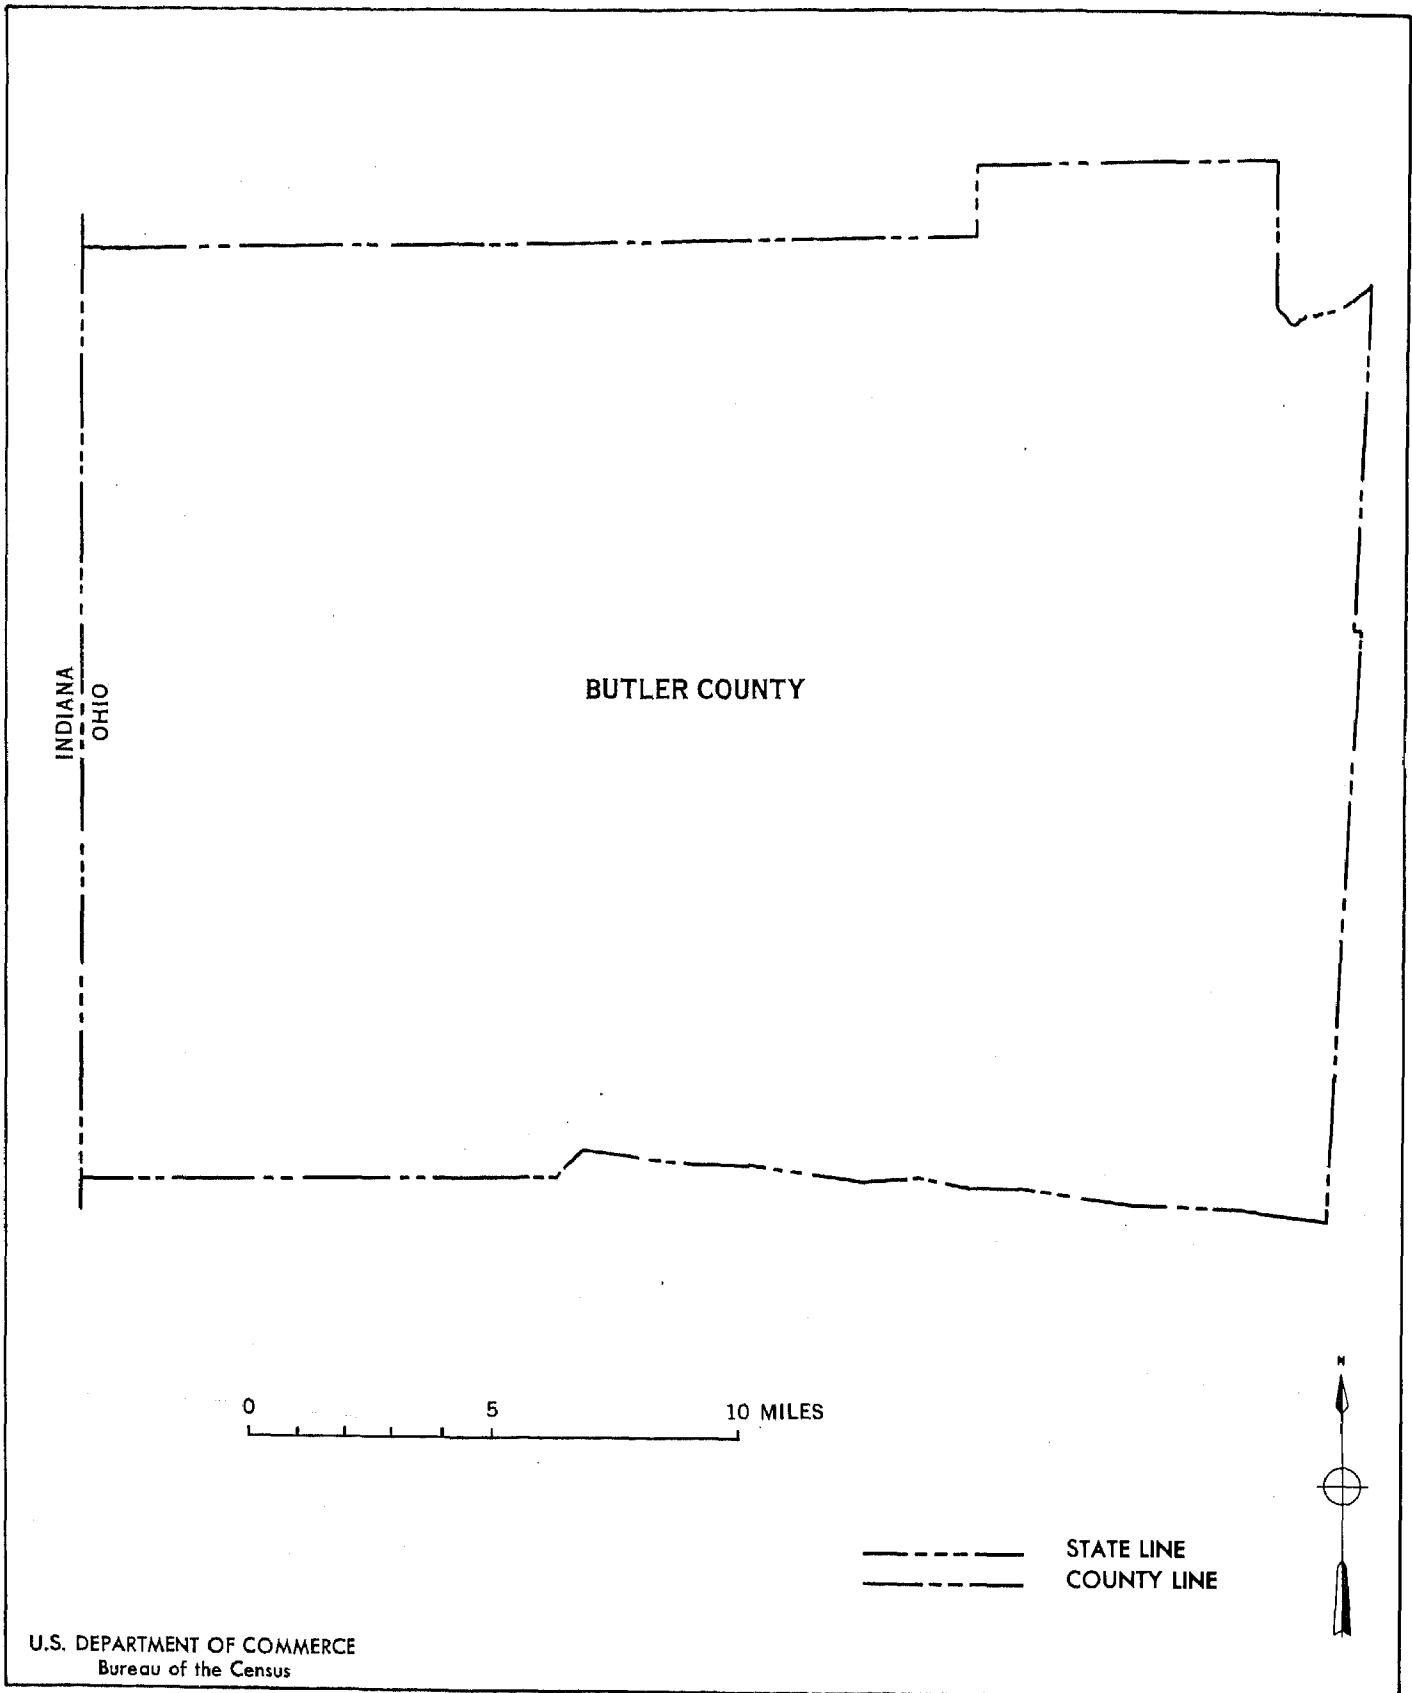 INDIANA
OHIO
BUTLER COUNTY
0 5 10 MILES
N
STATE LINE
COUNTY LINE
U.S. DEPARTMENT OF COMMERCE
Bureau of the Census